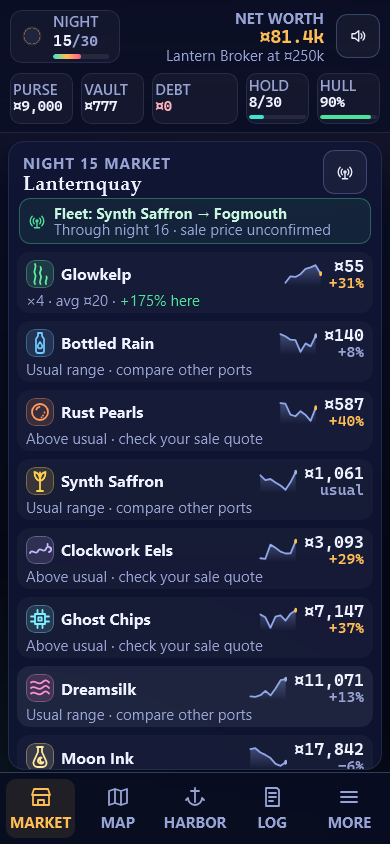 NIGHT
15/30
NET WORTH
¤81.4k
Lantern Broker at ¤250k
PURSE
¤9,000
VAULT
¤777
DEBT
¤0
HOLD
8/30
HULL
90%
NIGHT 15 MARKET
Lanternquay
Fleet: Synth Saffron → Fogmouth
Through night 16 · sale price unconfirmed
Glowkelp
¤55
+31%
×4 · avg ¤20 · +175% here
Bottled Rain
¤140
+8%
Usual range · compare other ports
Rust Pearls
¤587
+40%
Above usual · check your sale quote
Synth Saffron
¤1,061
usual
Usual range · compare other ports
Clockwork Eels
¤3,093
+29%
Above usual · check your sale quote
Ghost Chips
¤7,147
+37%
Above usual · check your sale quote
Dreamsilk
¤11,071
+13%
Usual range · compare other ports
Moon Ink
¤17,842
−6%
MARKET
MAP
HARBOR
LOG
MORE